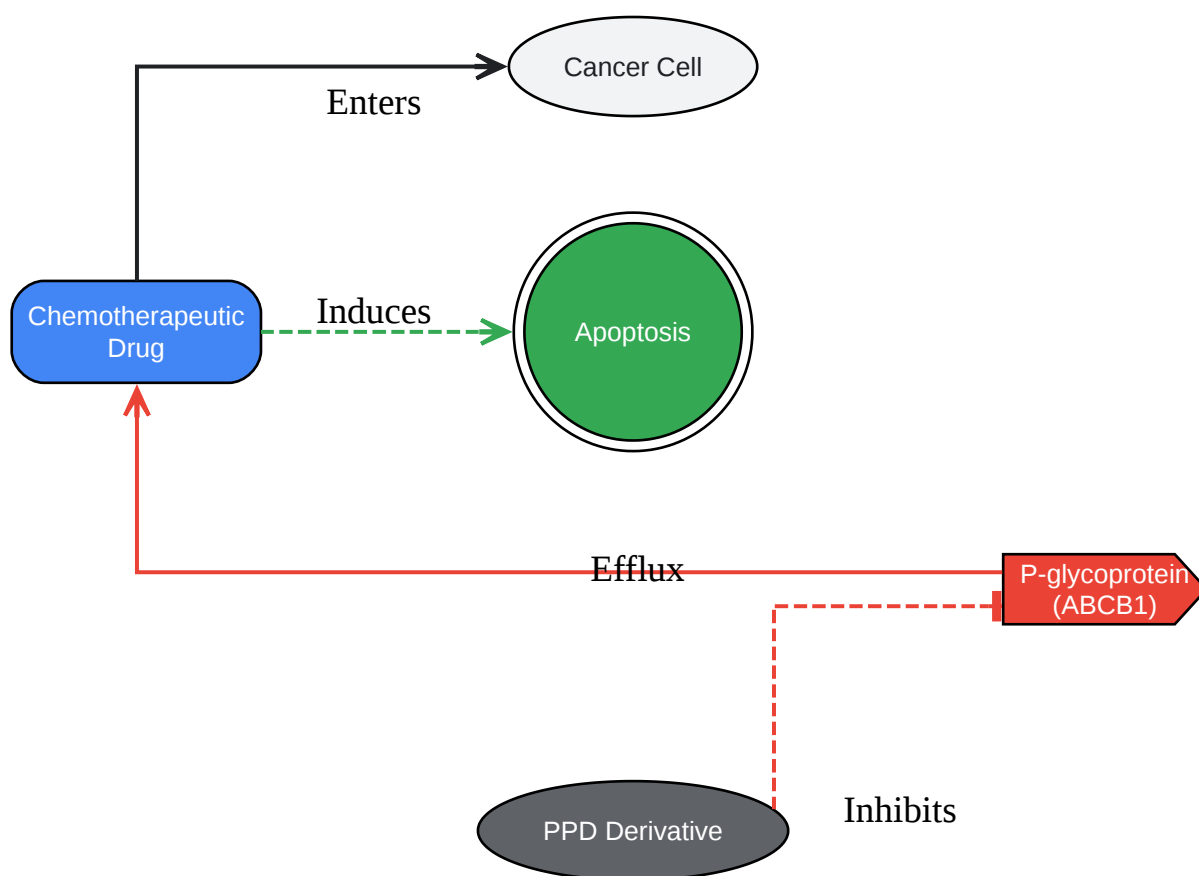 Cancer Cell
Enters
Chemotherapeutic
Drug
Induces
Apoptosis
Efflux
P-glycoprotein
(ABCB1)
PPD Derivative
Inhibits